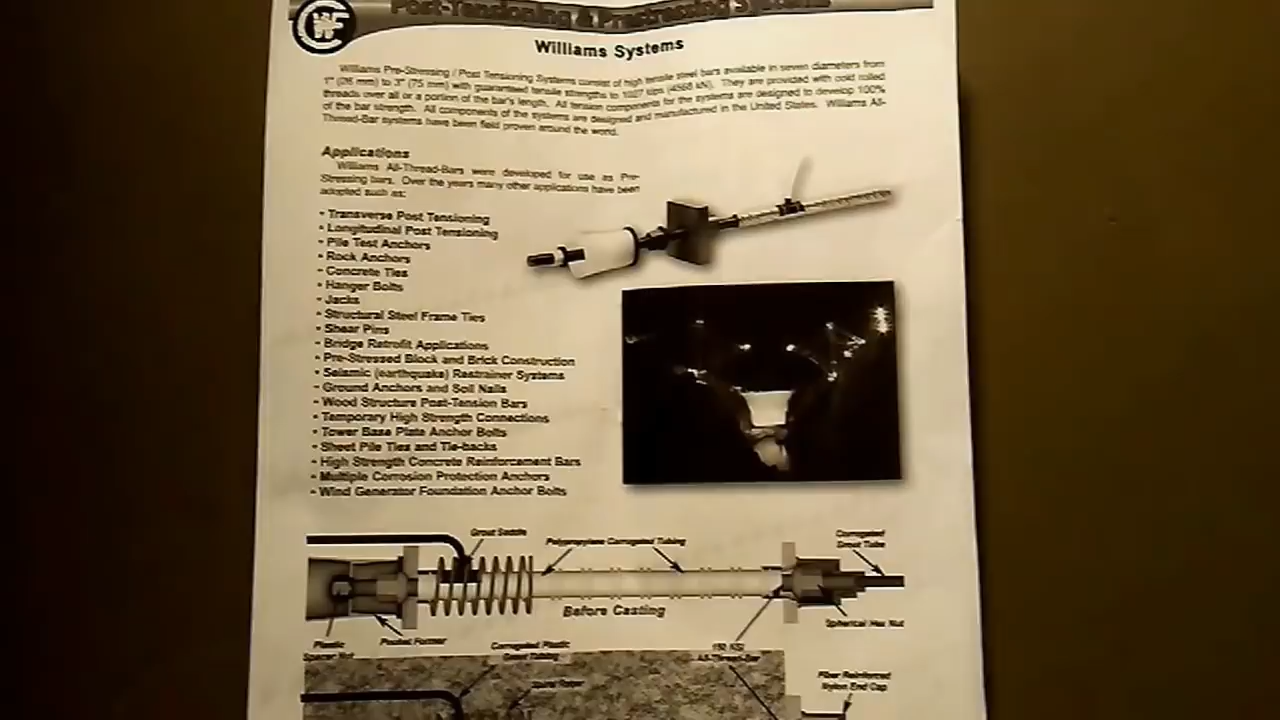 Post-Tensioning & Prestressing Systems
Williams Systems
Williams Pre-Stressing / Post Tensioning Systems consist of high tensile steel bars available in seven diameters from
1" (26 mm) to 3" (75 mm) with guaranteed tensile strengths to 1027 kips (4568 kN). They are provided with cold rolled
threads over all or a portion of the bar's length. All tension components for the systems are designed to develop 100%
of the bar strength. All components of the systems are designed and manufactured in the United States. Williams All-
Thread-Bar systems have been field proven around the world.
Applications
Williams All-Thread-Bars were developed for use as Pre-
Stressing bars. Over the years many other applications have been
adopted such as:
• Transverse Post Tensioning
• Longitudinal Post Tensioning
• Pile Test Anchors
• Rock Anchors
• Concrete Ties
• Hanger Bolts
• Jacks
• Structural Steel Frame Ties
• Shear Pins
• Bridge Retrofit Applications
• Pre-Stressed Block and Brick Construction
• Seismic (earthquake) Restrainer Systems
• Ground Anchors and Soil Nails
• Wood Structure Post-Tension Bars
• Temporary High Strength Connections
• Tower Base Plate Anchor Bolts
• Sheet Pile Ties and Tie-backs
• High Strength Concrete Reinforcement Bars
• Multiple Corrosion Protection Anchors
• Wind Generator Foundation Anchor Bolts
Grout Saddle
Polypropylene Corrugated Tubing
Corrugated
Grout Tube
Before Casting
Spherical Hex Nut
Plastic
Spacer Nut
Pocket Former
Corrugated Plastic
Grout Tubing
150 KSI
All-Thread-Bar
Fiber Reinforced
Nylon End Cap